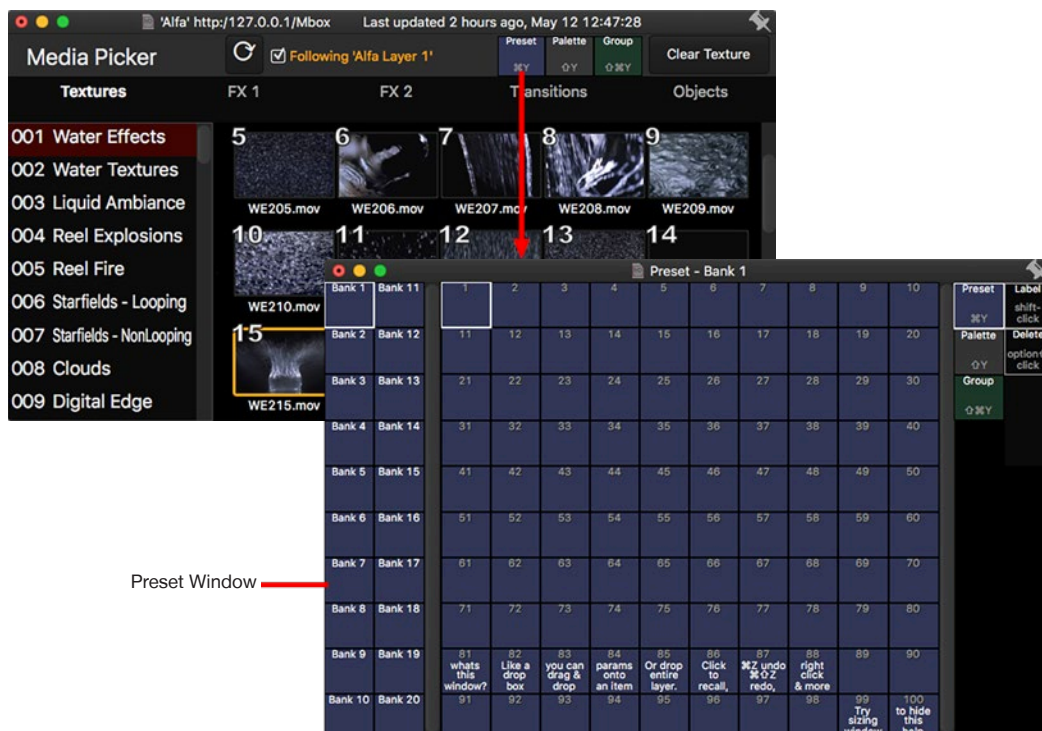 'Alfa' http:/127.0.0.1/Mbox Last updated 2 hours ago, May 12 12:47:28
Media Picker
Following 'Alfa Layer 1'
Preset
⌘Y
Palette
⇧Y
Group
⇧⌘Y
Clear Texture
Textures FX 1 FX 2 Transitions Objects
001 Water Effects
002 Water Textures
003 Liquid Ambiance
004 Reel Explosions
005 Reel Fire
006 Starfields - Looping
007 Starfields - NonLooping
008 Clouds
009 Digital Edge
5 6 7 8 9
WE205.mov WE206.mov WE207.mov WE208.mov WE209.mov
10 11 12 13 14
WE210.mov
15
WE215.mov
Preset - Bank 1
Bank 1 Bank 11 1 2 3 4 5 6 7 8 9 10
Bank 2 Bank 12 11 12 13 14 15 16 17 18 19 20
Bank 3 Bank 13 21 22 23 24 25 26 27 28 29 30
Bank 4 Bank 14 31 32 33 34 35 36 37 38 39 40
Bank 5 Bank 15 41 42 43 44 45 46 47 48 49 50
Bank 6 Bank 16 51 52 53 54 55 56 57 58 59 60
Bank 7 Bank 17 61 62 63 64 65 66 67 68 69 70
Bank 8 Bank 18 71 72 73 74 75 76 77 78 79 80
Bank 9 Bank 19 81 82 83 84 85 86 87 88 89 90
whats Like a you can params Or drop Click ⌘Z undo right
this drop drag & onto entire to ⌘⇧Z click
window? box drop an item layer. recall, redo, & more
Bank 10 Bank 20 91 92 93 94 95 96 97 98 99 100
Try to hide
sizing this
window help
Preset
⌘Y
Label
shift-
click
Palette
⇧Y
Delete
option-
click
Group
⇧⌘Y
Preset Window